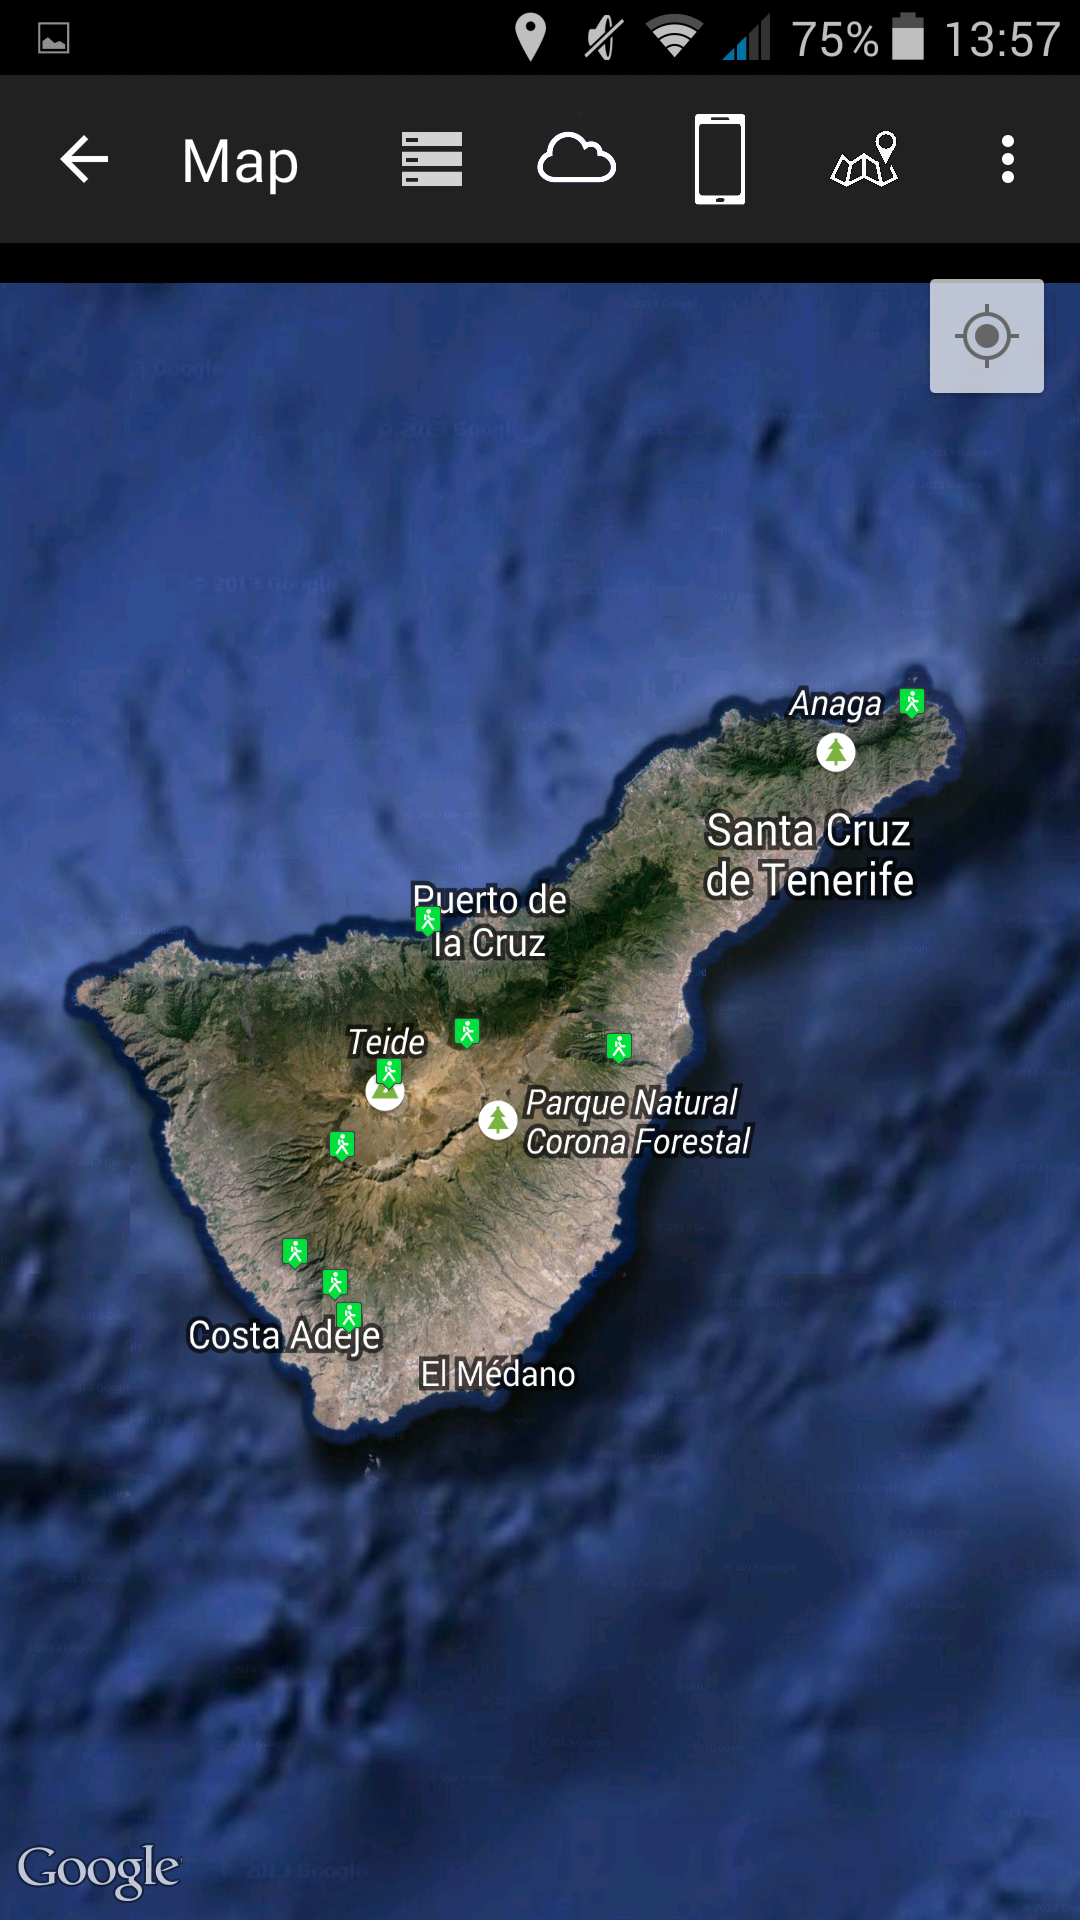 75% 13:57
Map
Anaga
Santa Cruz
de Tenerife
Puerto de
la Cruz
Teide
Parque Natural
Corona Forestal
Costa Adeje
El Médano
Google